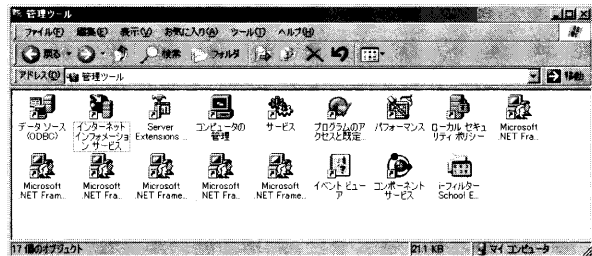 管理ツール
ファイル(F) 編集(E) 表示(V) お気に入り(A) ツール(T) ヘルプ(H)
戻る 検索 フォルダ
アドレス(D) 管理ツール 移動
データ ソース (ODBC)
インターネット インフォメーション サービス
Server Extensions ...
コンピュータの管理
サービス
プログラムのアクセスと既定...
パフォーマンス
ローカル セキュリティ ポリシー
Microsoft .NET Fra...
Microsoft .NET Fram...
Microsoft .NET Fra...
Microsoft .NET Frame...
Microsoft .NET Fra...
Microsoft .NET Frame...
イベント ビューア
コンポーネント サービス
i-フィルター School E...
17 個のオブジェクト 21.1 KB マイ コンピュータ